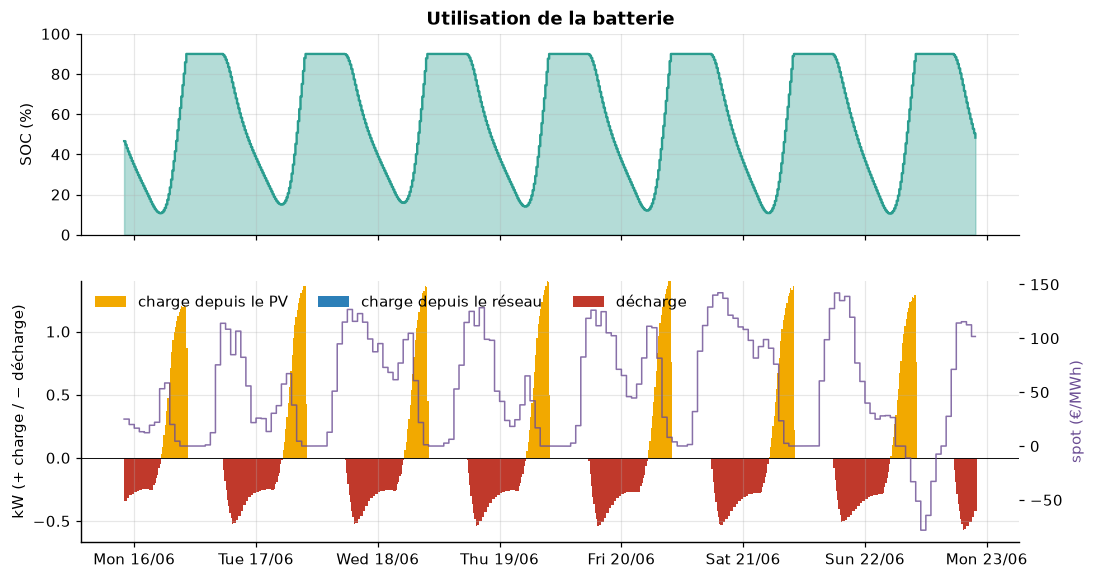 Utilisation de la batterie
100
80
60
40
20
0
SOC (%)
charge depuis le PV
charge depuis le réseau
décharge
1.0
0.5
0.0
−0.5
kW (+ charge / − décharge)
150
100
50
0
−50
spot (€/MWh)
Mon 16/06
Tue 17/06
Wed 18/06
Thu 19/06
Fri 20/06
Sat 21/06
Sun 22/06
Mon 23/06